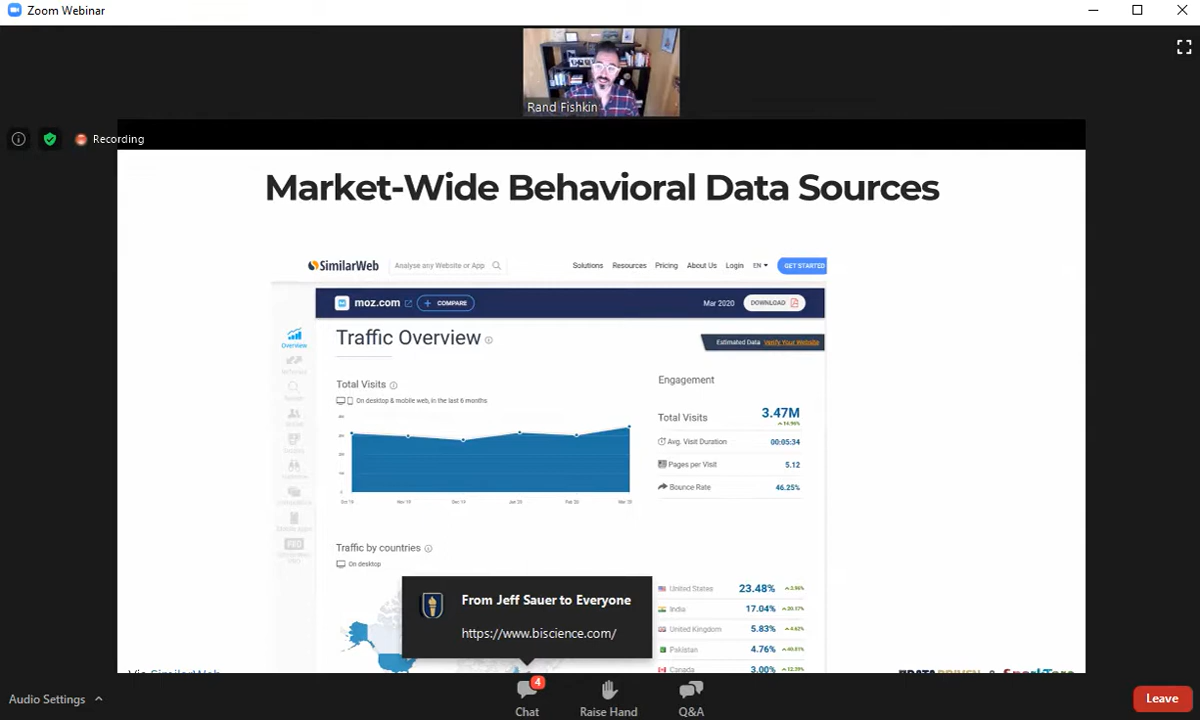 Zoom Webinar
Rand Fishkin
Recording
Market-Wide Behavioral Data Sources
SimilarWeb
Analyse any Website or App
Solutions
Resources
Pricing
About Us
Login
EN
GET STARTED
moz.com
+ COMPARE
Mar 2020
DOWNLOAD
Overview
Traffic Overview
Estimated Data Verify Your Website
Total Visits
On desktop & mobile web, in the last 6 months
Engagement
Total Visits 3.47M
Avg. Visit Duration 00:05:34
Pages per Visit 5.12
Bounce Rate 46.25%
Traffic by countries
On desktop
United States 23.48%
India 17.04%
United Kingdom 5.83%
Pakistan 4.76%
Canada 3.00%
From Jeff Sauer to Everyone
https://www.biscience.com/
Audio Settings
4
Chat
Raise Hand
Q&A
Leave